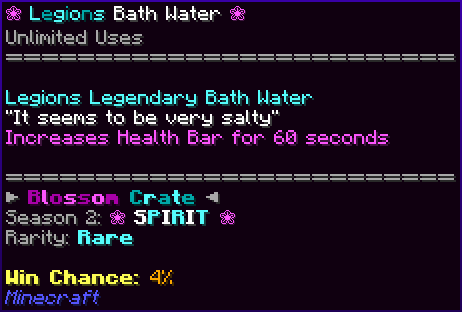 ❀ Legions Bath Water ❀
Unlimited Uses
================================
Legions Legendary Bath Water
"It seems to be very salty"
Increases Health Bar for 60 seconds
================================
▶ Blossom Crate ◀
Season 2: ❀ SPIRIT ❀
Rarity: Rare
Win Chance: 4%
Minecraft